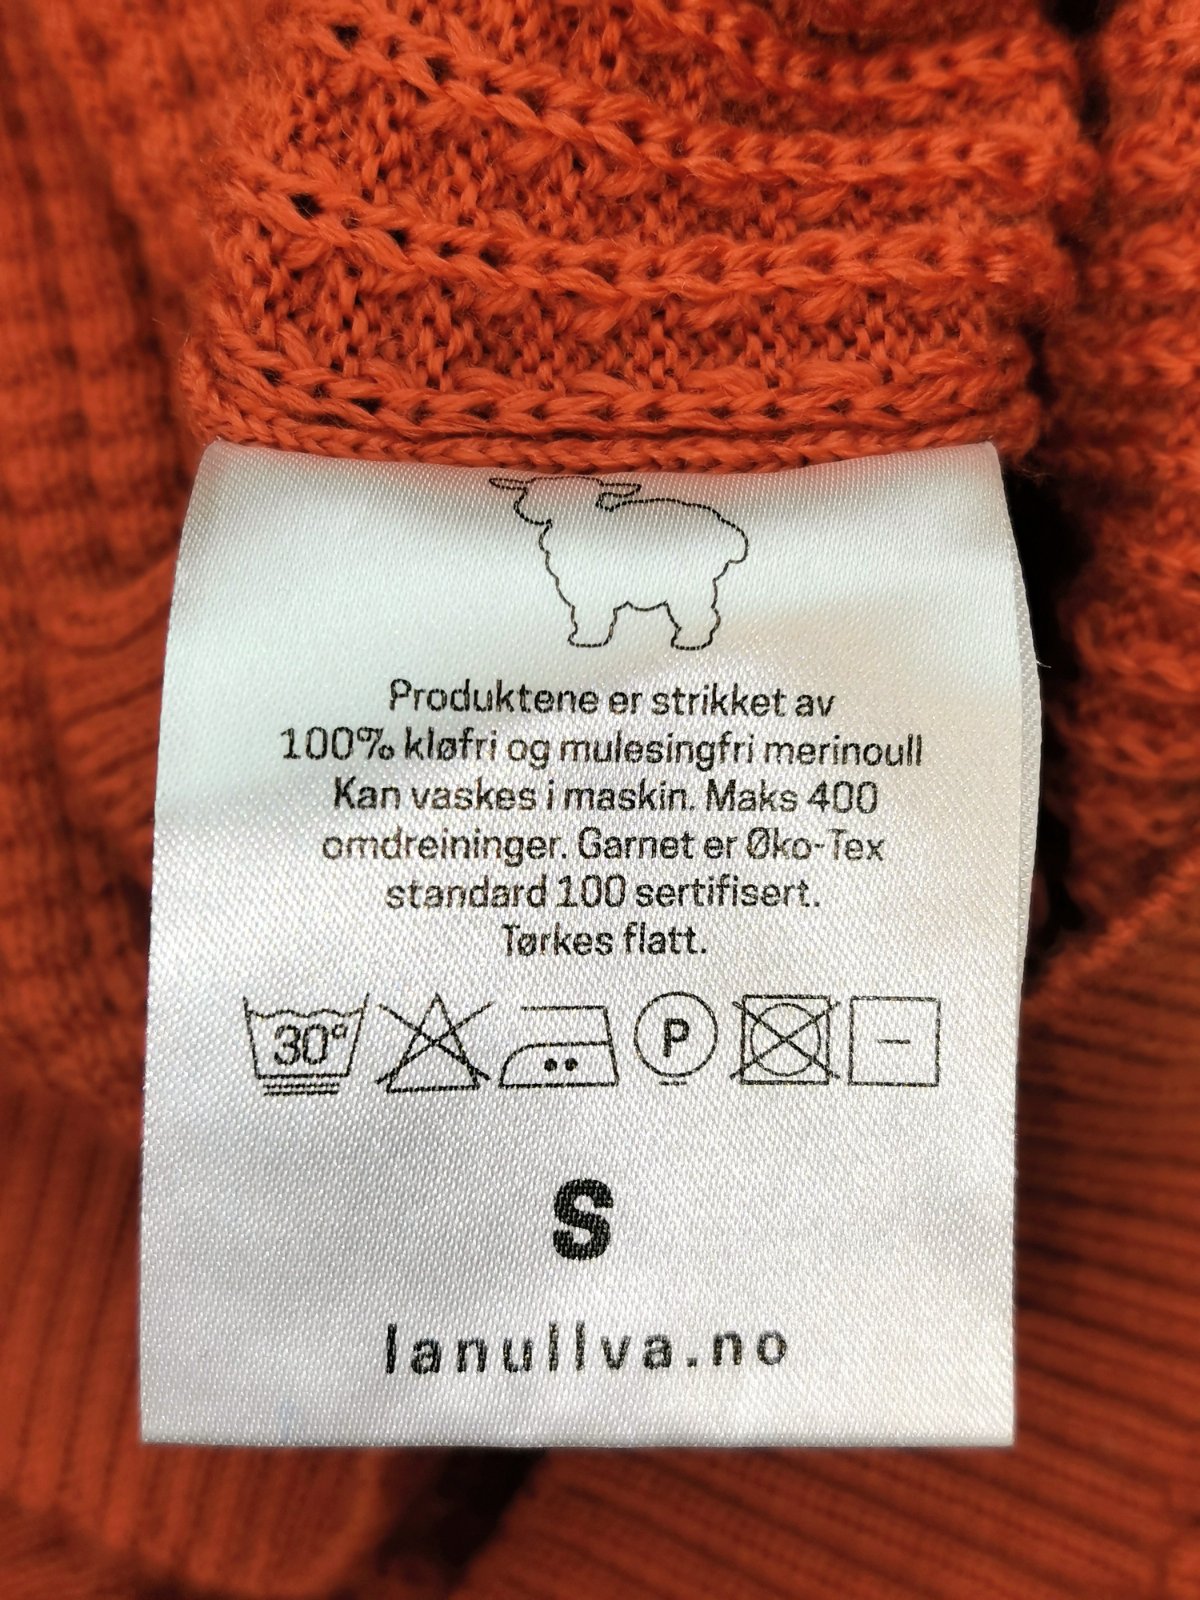 Produktene er strikket av
100% kløfri og mulesingfri merinoull
Kan vaskes i maskin. Maks 400
omdreininger. Garnet er Øko-Tex
standard 100 sertifisert.
Tørkes flatt.
30° P
S
lanullva.no